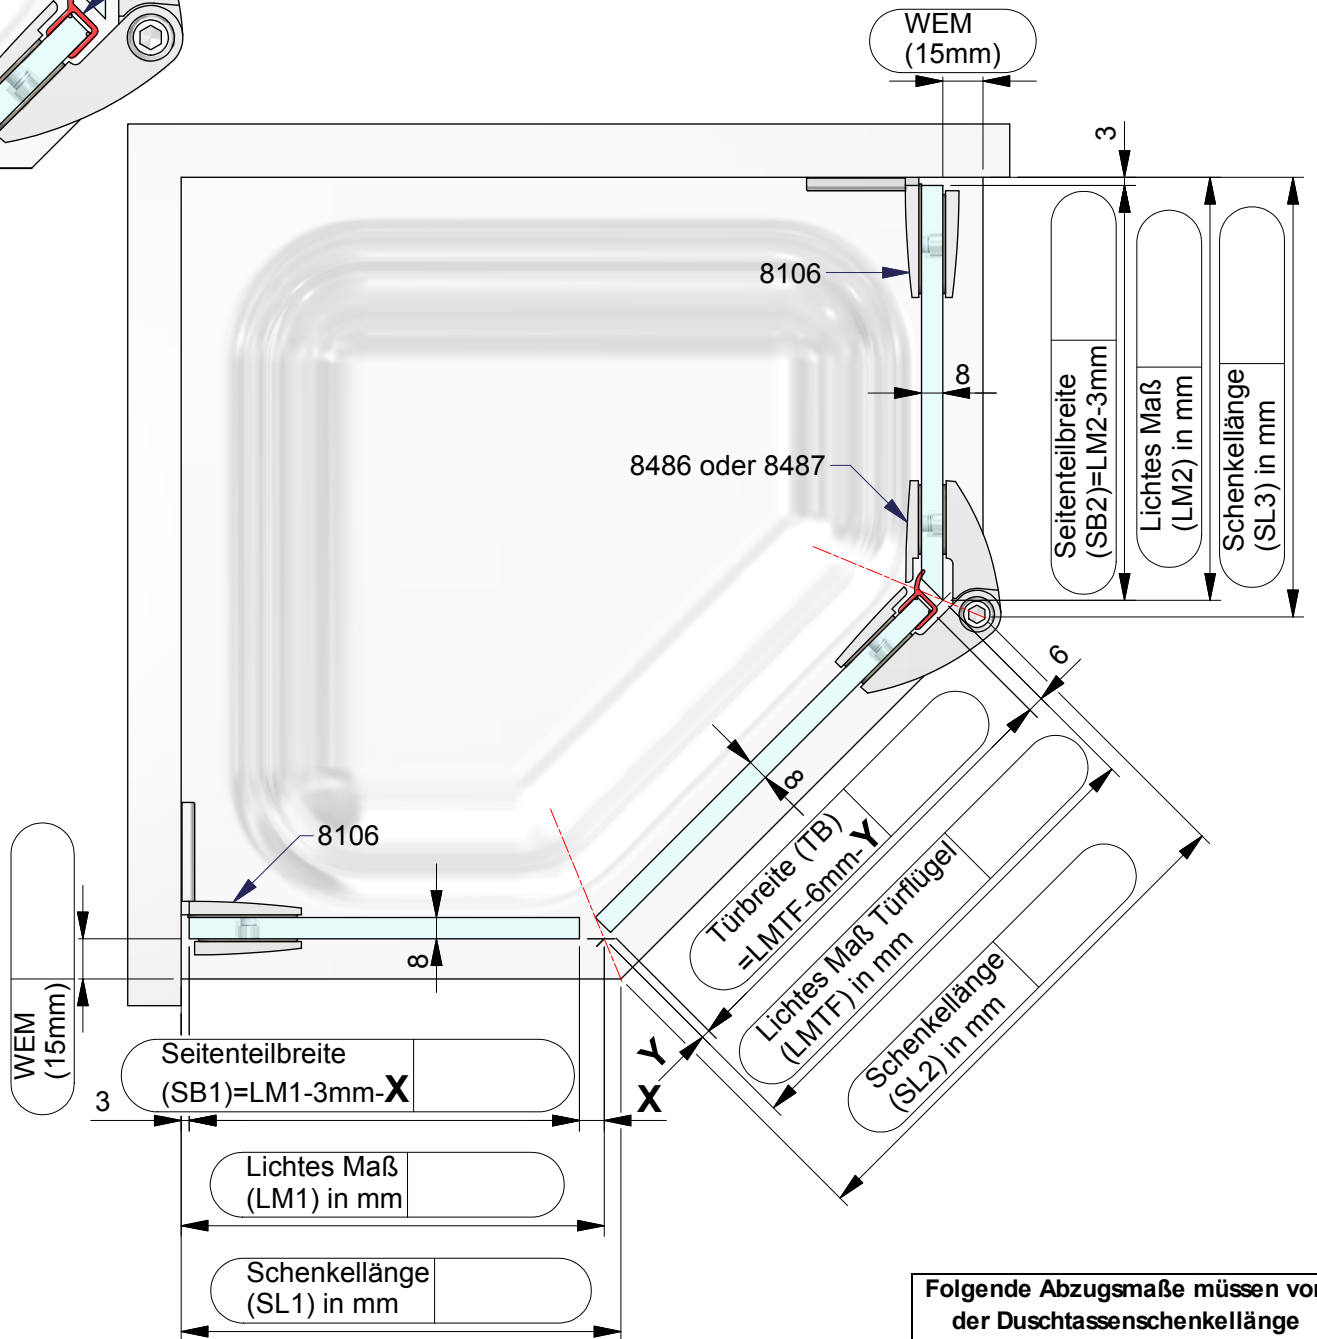 WEM
(15mm)
3
8106
8
8486 oder 8487
Seitenteilbreite
(SB2)=LM2-3mm
Lichtes Maß
(LM2) in mm
Schenkellänge
(SL3) in mm
6
8
Türbreite (TB)
=LMTF-6mm-Y
Lichtes Maß Türflügel
(LMTF) in mm
Schenkellänge
(SL2) in mm
8106
8
WEM
(15mm)
Y
X
Seitenteilbreite
(SB1)=LM1-3mm-X
3
Lichtes Maß
(LM1) in mm
Schenkellänge
(SL1) in mm
Folgende Abzugsmaße müssen
der Duschtassenschenkellänge